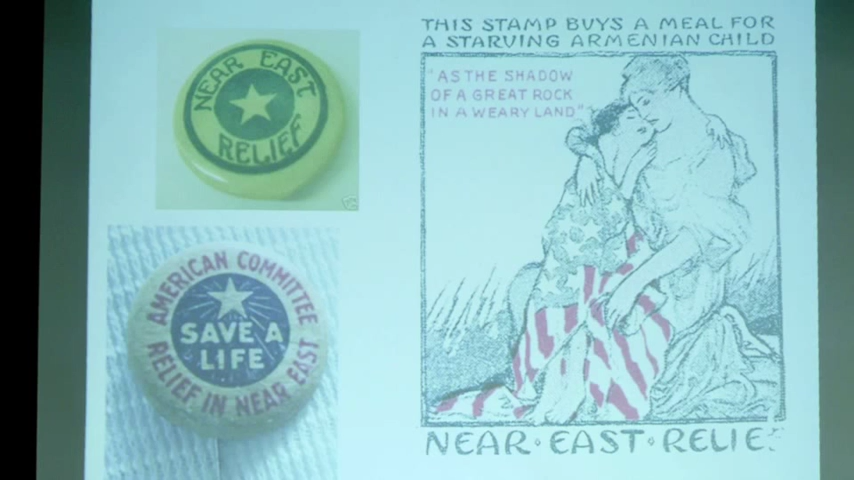 NEAR EAST
RELIEF
AMERICAN COMMITTEE
SAVE A
LIFE
RELIEF IN NEAR EAST
THIS STAMP BUYS A MEAL FOR
A STARVING ARMENIAN CHILD
"AS THE SHADOW
OF A GREAT ROCK
IN A WEARY LAND"
NEAR·EAST·RELIEF